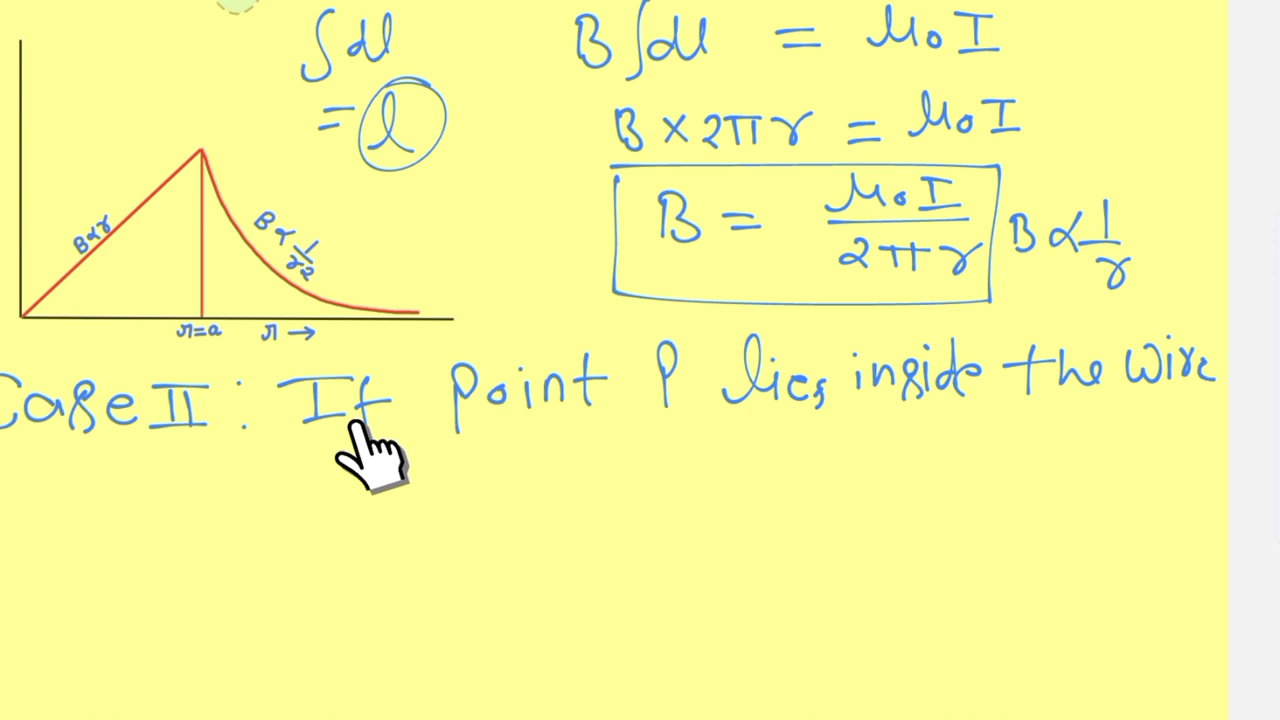 ∫dl
= l
B∫dl = μ₀I
B × 2πr = μ₀I
B = μ₀I / 2πr
B ∝ 1/r
B∝r
B ∝ 1/r²
r=a r →
Case II : If point P lies inside the wire